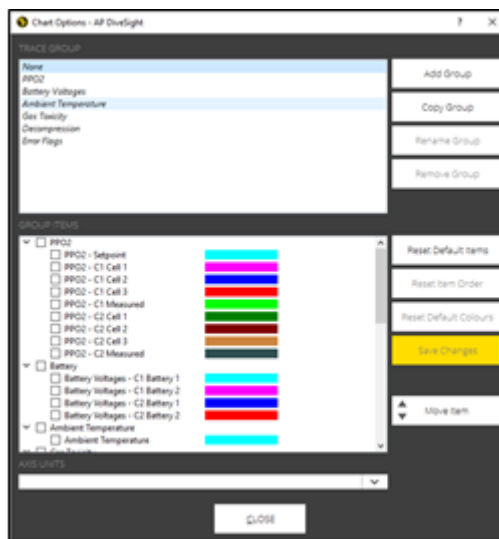 Chart Options - AP DiveSight
TRACE GROUP
None
PPO2
Battery Voltages
Ambient Temperature
Gas Toxicity
Decompression
Error Flags
Add Group
Copy Group
Rename Group
Remove Group
GROUP ITEMS
PPO2
PPO2 - Setpoint
PPO2 - C1 Cell 1
PPO2 - C1 Cell 2
PPO2 - C1 Cell 3
PPO2 - C1 Measured
PPO2 - C2 Cell 1
PPO2 - C2 Cell 2
PPO2 - C2 Cell 3
PPO2 - C2 Measured
Battery
Battery Voltages - C1 Battery 1
Battery Voltages - C1 Battery 2
Battery Voltages - C2 Battery 1
Battery Voltages - C2 Battery 2
Ambient Temperature
Ambient Temperature
Gas Toxicity
Reset Default Items
Reset Item Order
Reset Default Colours
Save Changes
Move Item
AXIS UNITS
CLOSE